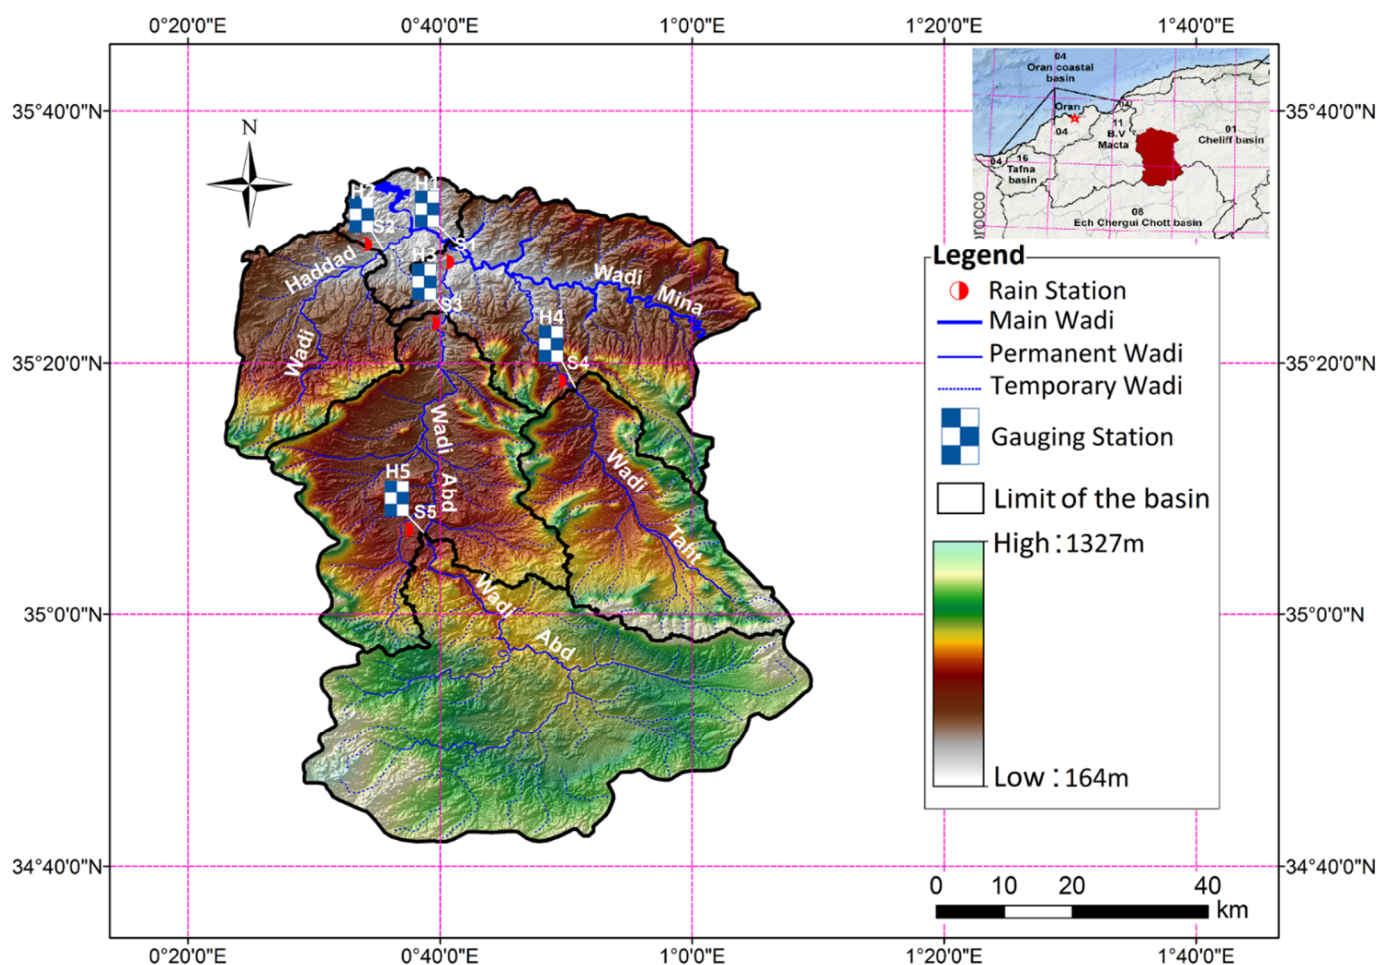 0°20'0"E
0°40'0"E
1°0'0"E
1°20'0"E
1°40'0"E
35°40'0"N
35°40'0"N
35°20'0"N
35°20'0"N
35°0'0"N
35°0'0"N
34°40'0"N
34°40'0"N
N
H1
H2
S2
S1
H3
S3
H4
S4
H5
S5
Haddad
Wadi
Wadi
Mina
Wadi
Abd
Wadi
Taht
Wadi
Abd
04
Oran coastal
basin
Oran
04
04
11
B.V
Macta
01
Cheliff basin
04
16
Tafna
basin
08
Ech Chergui Chott basin
Legend
Rain Station
Main Wadi
Permanent Wadi
Temporary Wadi
Gauging Station
Limit of the basin
High : 1327m
Low : 164m
0 10 20 40
km
0°20'0"E
0°40'0"E
1°0'0"E
1°20'0"E
1°40'0"E